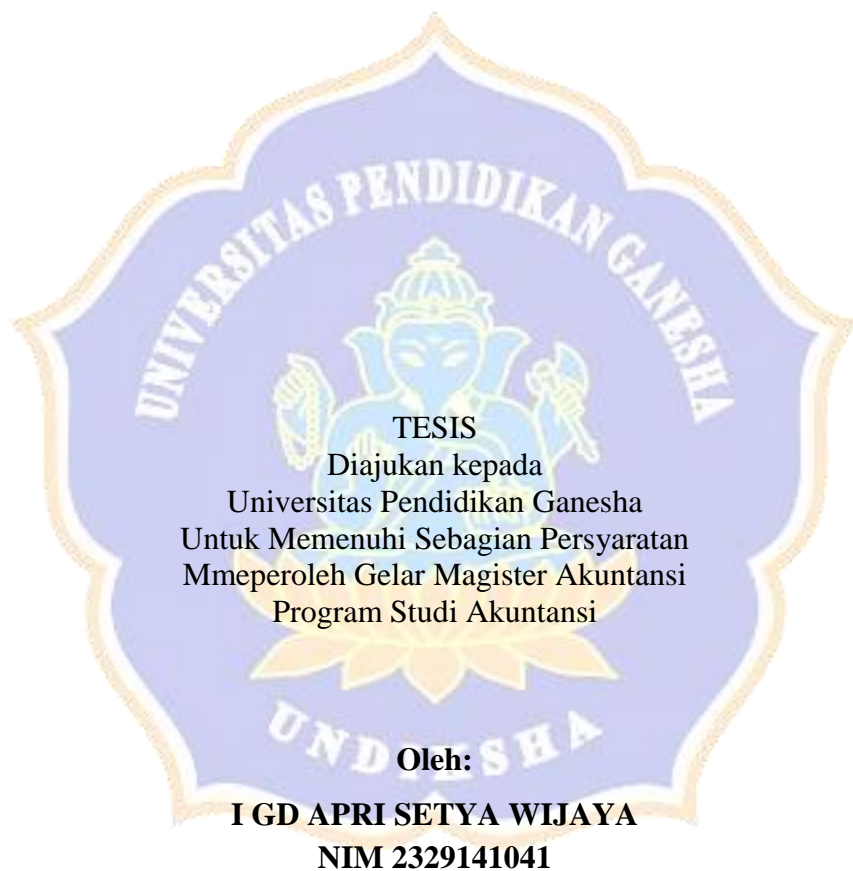 UNIVERSITAS PENDIDIKAN GANESHA
TESIS
Diajukan kepada
Universitas Pendidikan Ganesha
Untuk Memenuhi Sebagian Persyaratan
Mmeperoleh Gelar Magister Akuntansi
Program Studi Akuntansi
UNDIKSHA
Oleh:
I GD APRI SETYA WIJAYA
NIM 2329141041